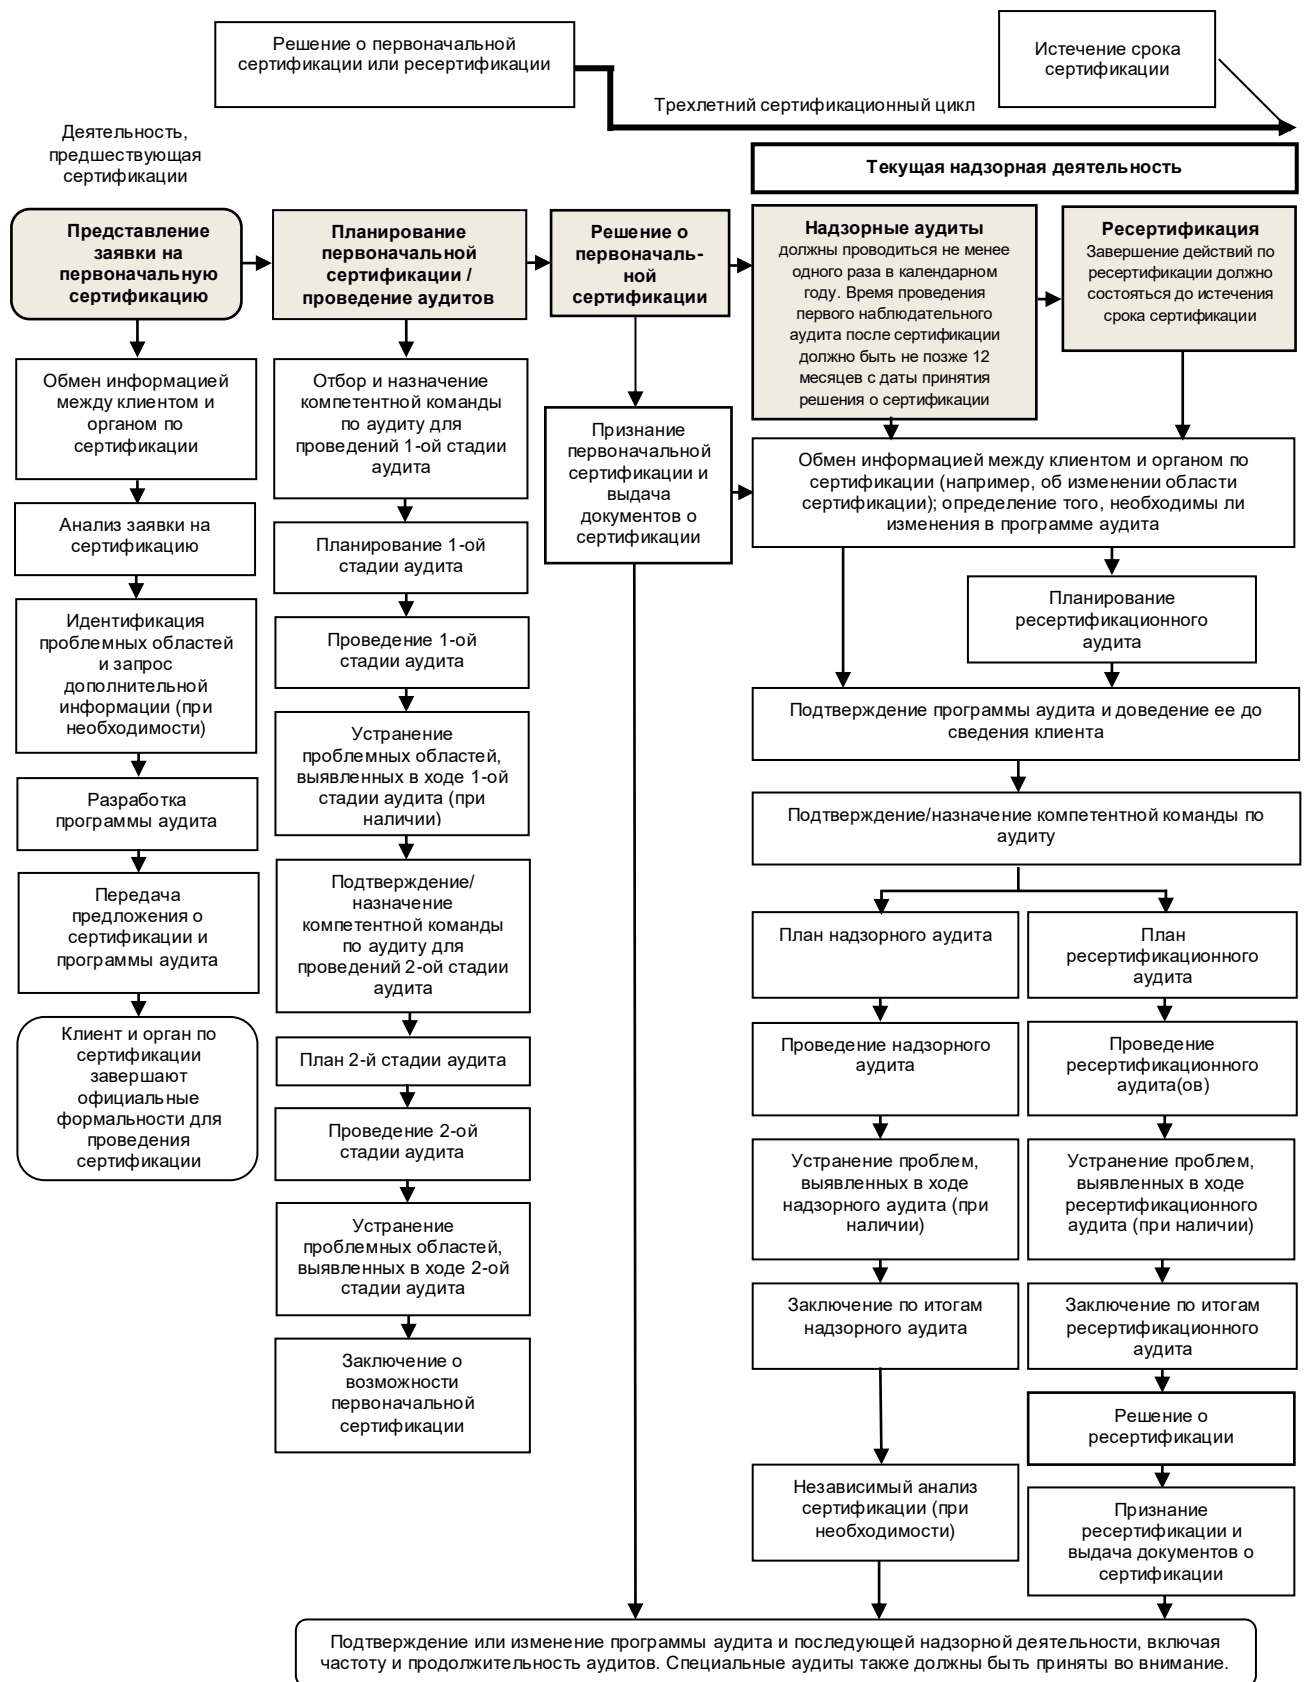 Решение о первоначальной
сертификации или ресертификации
Истечение срока
сертификации
Трехлетний сертификационный цикл
Деятельность,
предшествующая
сертификации
Текущая надзорная деятельность
Представление
заявки на
первоначальную
сертификацию
Планирование
первоначальной
сертификации /
проведение аудитов
Решение о
первоначаль-
ной
сертификации
Надзорные аудиты
должны проводиться не менее
одного раза в календарном
году. Время проведения
первого наблюдательного
аудита после сертификации
должно быть не позже 12
месяцев с даты принятия
решения о сертификации
Ресертификация
Завершение действий по
ресертификации должно
состояться до истечения
срока сертификации
Обмен информацией
между клиентом и
органом по
сертификации
Анализ заявки на
сертификацию
Идентификация
проблемных областей
и запрос
дополнительной
информации (при
необходимости)
Разработка
программы аудита
Передача
предложения о
сертификации и
программы аудита
Клиент и орган по
сертификации
завершают
официальные
формальности для
проведения
сертификации
Отбор и назначение
компетентной команды
по аудиту для
проведений 1-ой стадии
аудита
Планирование 1-ой
стадии аудита
Проведение 1-ой
стадии аудита
Устранение
проблемных областей,
выявленных в ходе 1-ой
стадии аудита (при
наличии)
Подтверждение/
назначение
компетентной команды
по аудиту для
проведений 2-ой стадии
аудита
План 2-й стадии аудита
Проведение 2-ой
стадии аудита
Устранение
проблемных областей,
выявленных в ходе 2-ой
стадии аудита
Заключение о
возможности
первоначальной
сертификации
Признание
первоначальной
сертификации и
выдача
документов о
сертификации
Обмен информацией между клиентом и органом по
сертификации (например, об изменении области
сертификации); определение того, необходимы ли
изменения в программе аудита
Планирование
ресертификационного
аудита
Подтверждение программы аудита и доведение ее до
сведения клиента
Подтверждение/назначение компетентной команды по
аудиту
План надзорного аудита
Проведение надзорного
аудита
Устранение проблем,
выявленных в ходе
надзорного аудита (при
наличии)
Заключение по итогам
надзорного аудита
Независимый анализ
сертификации (при
необходимости)
План
ресертификационного
аудита
Проведение
ресертификационного
аудита(ов)
Устранение проблем,
выявленных в ходе
ресертификационного
аудита (при наличии)
Заключение по итогам
ресертификационного
аудита
Решение о
ресертификации
Признание
ресертификации и
выдача документов о
сертификации
Подтверждение или изменение программы аудита и последующей надзорной деятельности, включая
частоту и продолжительность аудитов. Специальные аудиты также должны быть приняты во внимание.